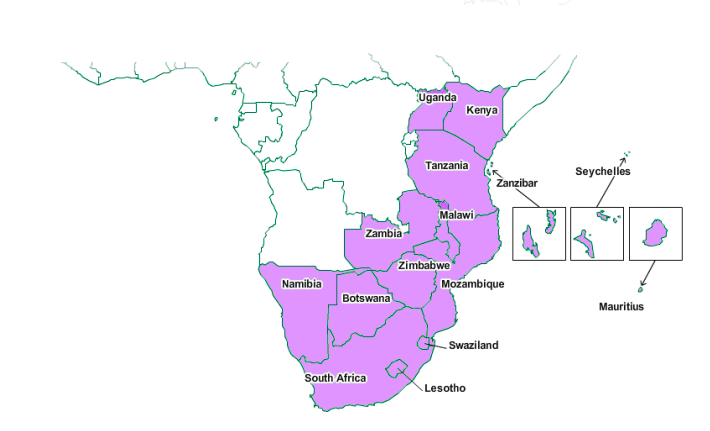 Uganda
Kenya
Tanzania
Seychelles
Zanzibar
Malawi
Zambia
Zimbabwe
Namibia
Mozambique
Botswana
Mauritius
Swaziland
South Africa
Lesotho